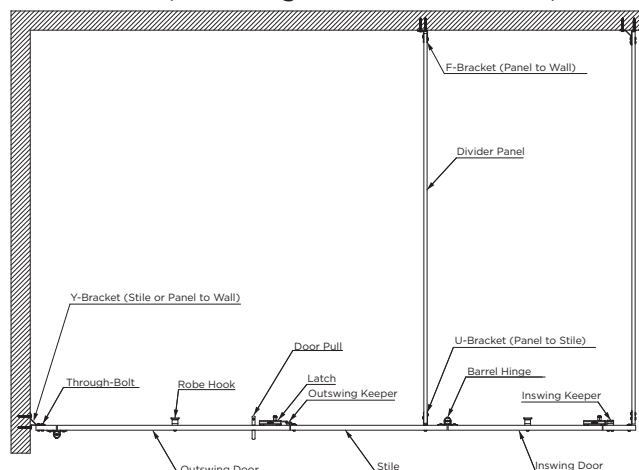 F-Bracket (Panel to Wall)
Divider Panel
Y-Bracket (Stile or Panel to Wall)
Door Pull
U-Bracket (Panel to Stile)
Through-Bolt
Robe Hook
Latch
Barrel Hinge
Outswing Keeper
Inswing Keeper
Outswing Door
Stile
Inswing Door